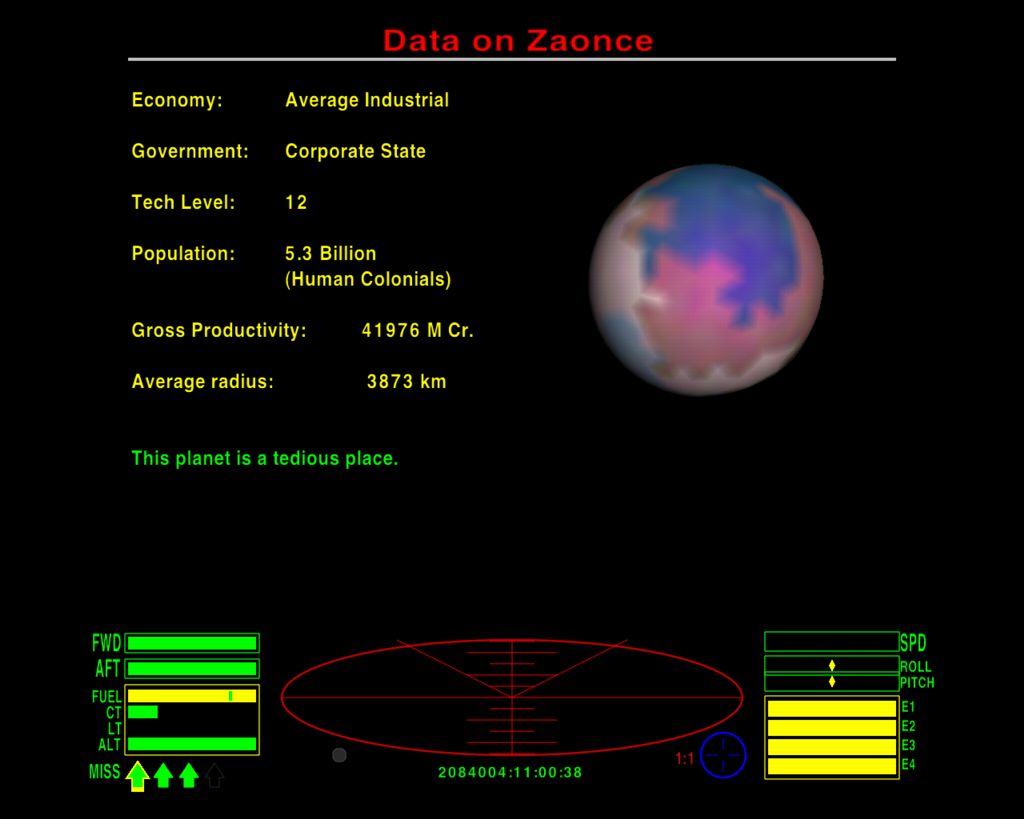 Data on Zaonce
Economy: Average Industrial
Government: Corporate State
Tech Level: 12
Population: 5.3 Billion
(Human Colonials)
Gross Productivity: 41976 M Cr.
Average radius: 3873 km
This planet is a tedious place.
FWD
AFT
FUEL
CT
LT
ALT
MISS
1:1
2084004:11:00:38
SPD
ROLL
PITCH
E1
E2
E3
E4